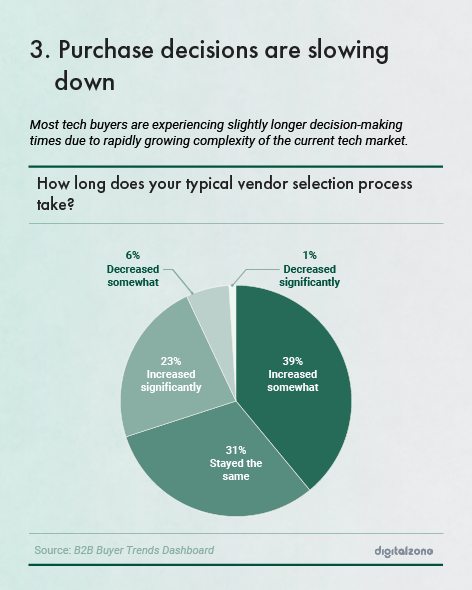 3. Purchase decisions are slowing
down
Most tech buyers are experiencing slightly longer decision-making
times due to rapidly growing complexity of the current tech market.
How long does your typical vendor selection process
take?
6%
Decreased
somewhat
1%
Decreased
significantly
23%
Increased
significantly
39%
Increased
somewhat
31%
Stayed the
same
Source: B2B Buyer Trends Dashboard
digitalzone